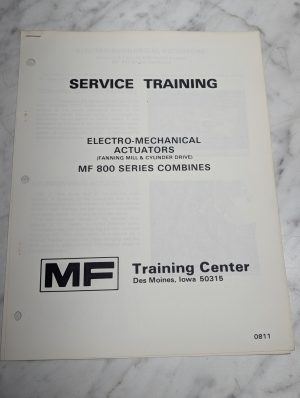 SERVICE TRAINING
ELECTRO-MECHANICAL
ACTUATORS
(FANNING MILL & CYLINDER DRIVE)
MF 800 SERIES COMBINES
MF Training Center
Des Moines, Iowa 50315
0811